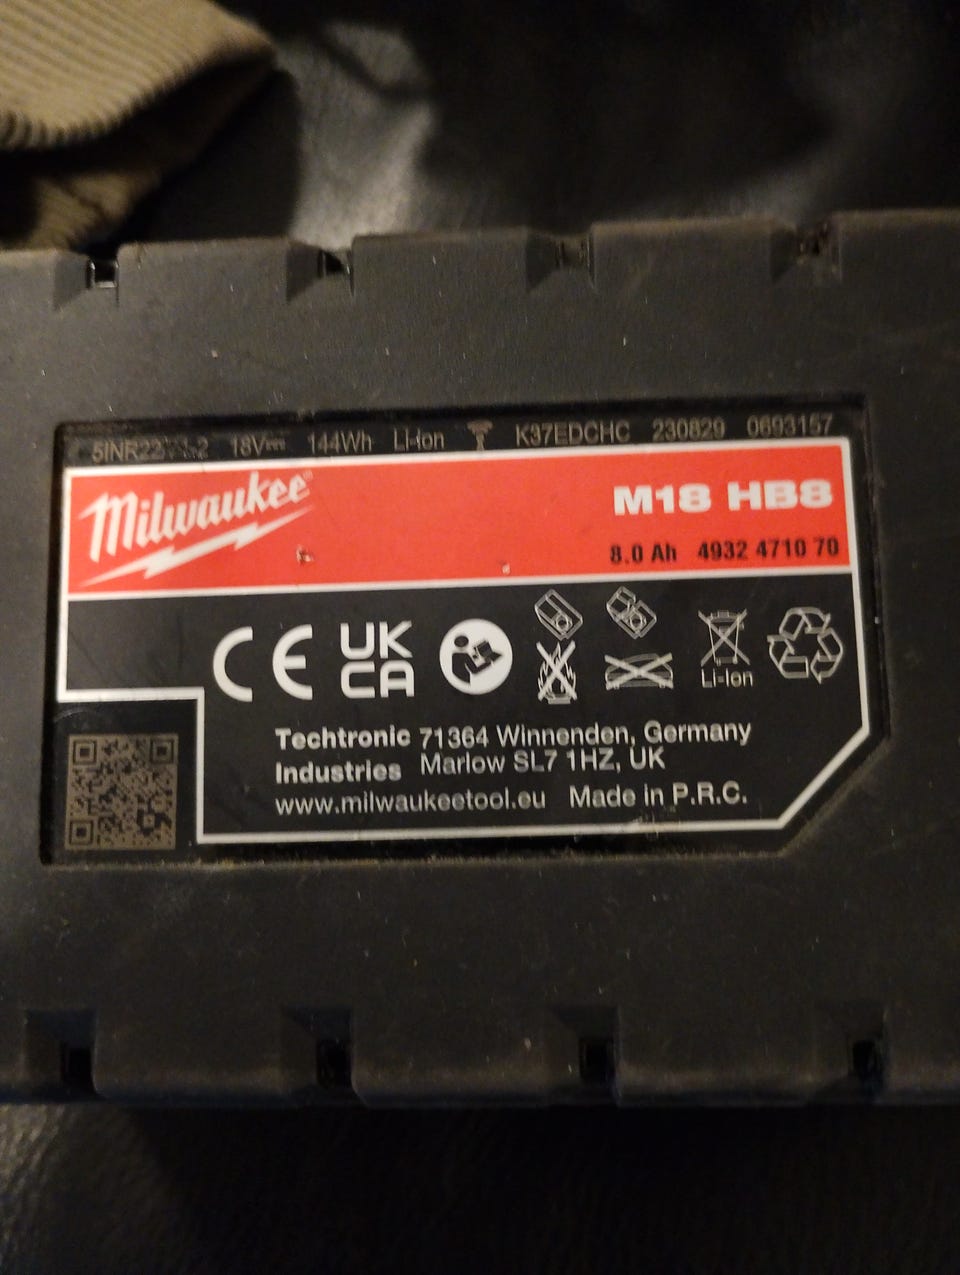 18V 144Wh Li-Ion K37EDCHC 230829 0693157
Milwaukee®
M18 HB8
8.0 Ah 4932 4710 70
CE UK CA
Li-Ion
Techtronic Industries
71364 Winnenden, Germany
Marlow SL7 1HZ, UK
www.milwaukeetool.eu Made in P.R.C.